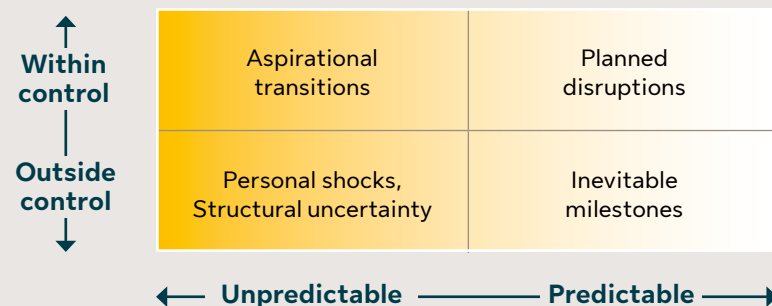 Within
control
Outside
control
Aspirational
transitions
Planned
disruptions
Personal shocks,
Structural uncertainty
Inevitable
milestones
Unpredictable
Predictable